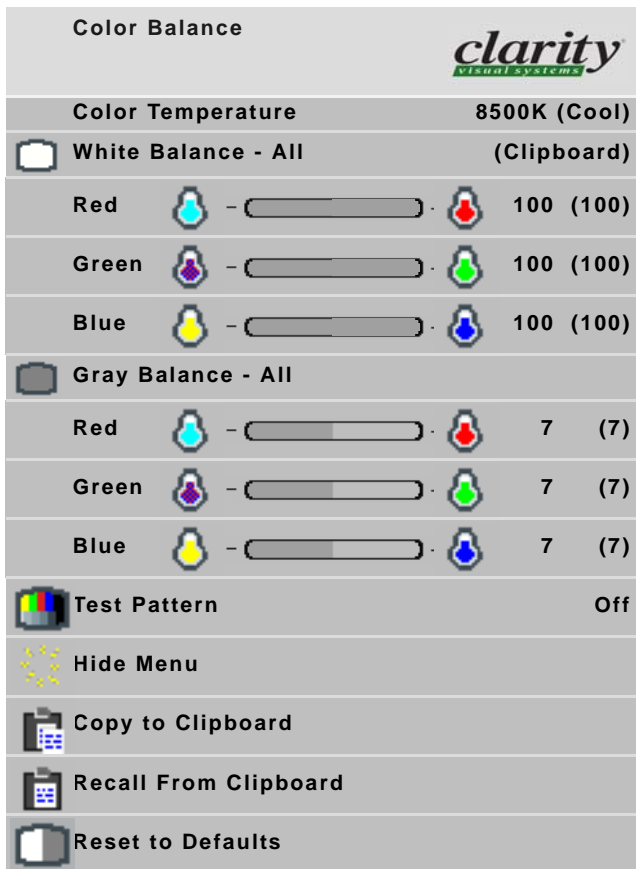 Color Balance
clarity
visual systems
Color Temperature 8500K (Cool)
White Balance - All (Clipboard)
Red 100 (100)
Green 100 (100)
Blue 100 (100)
Gray Balance - All
Red 7 (7)
Green 7 (7)
Blue 7 (7)
Test Pattern Off
Hide Menu
Copy to Clipboard
Recall From Clipboard
Reset to Defaults